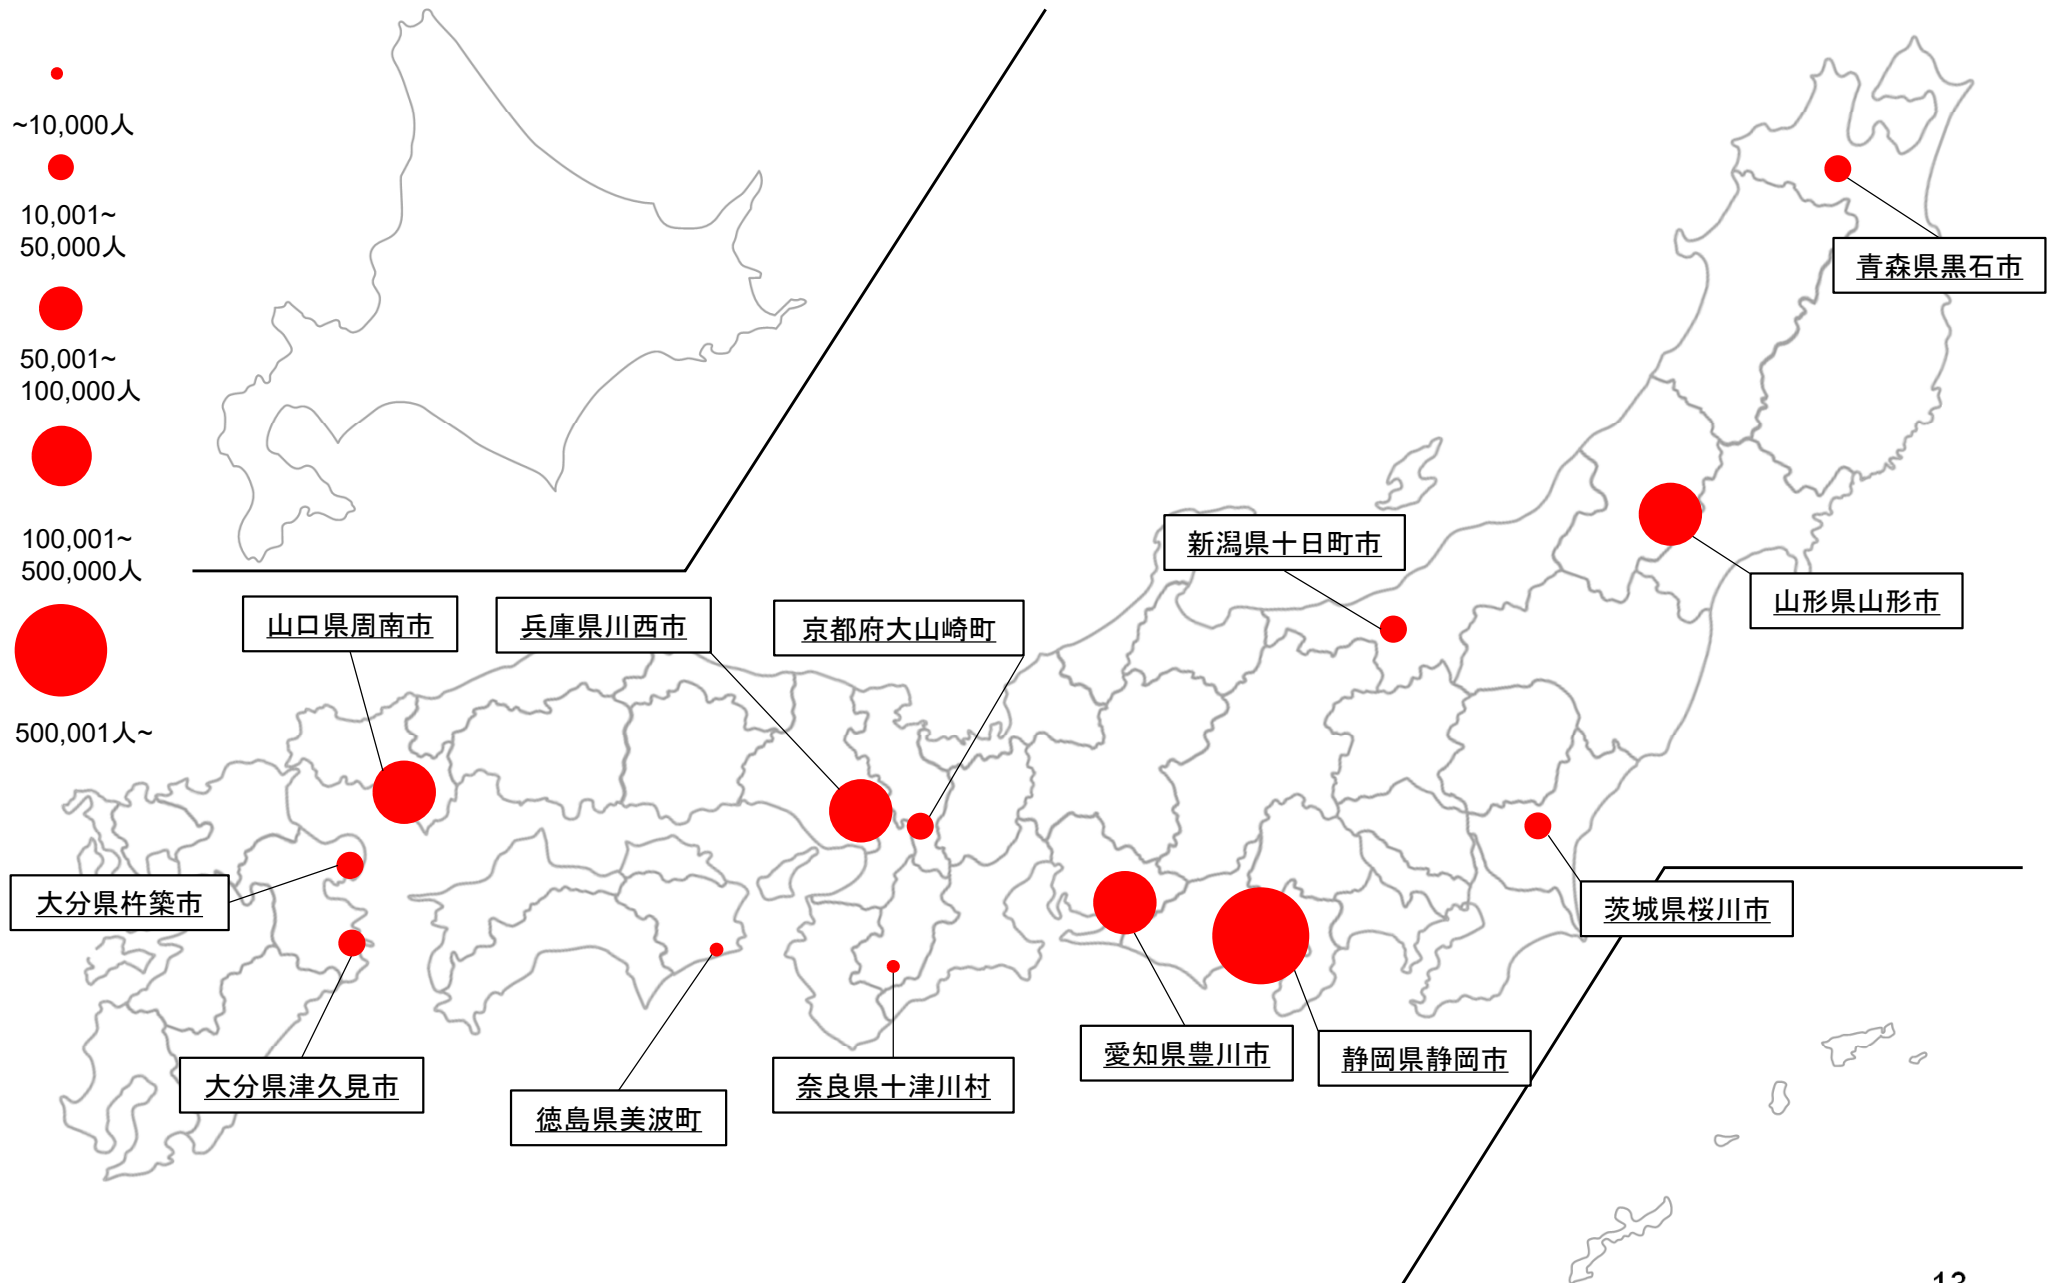 ~10,000人
10,001~
50,000人
50,001~
100,000人
100,001~
500,000人
500,001人~
青森県黒石市
新潟県十日町市
山形県山形市
山口県周南市
兵庫県川西市
京都府大山崎町
大分県杵築市
茨城県桜川市
愛知県豊川市
静岡県静岡市
大分県津久見市
徳島県美波町
奈良県十津川村